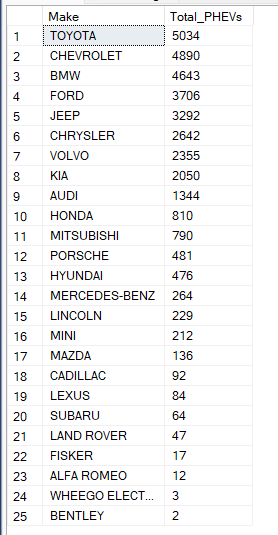 Make Total_PHEVs
1 TOYOTA 5034
2 CHEVROLET 4890
3 BMW 4643
4 FORD 3706
5 JEEP 3292
6 CHRYSLER 2642
7 VOLVO 2355
8 KIA 2050
9 AUDI 1344
10 HONDA 810
11 MITSUBISHI 790
12 PORSCHE 481
13 HYUNDAI 476
14 MERCEDES-BENZ 264
15 LINCOLN 229
16 MINI 212
17 MAZDA 136
18 CADILLAC 92
19 LEXUS 84
20 SUBARU 64
21 LAND ROVER 47
22 FISKER 17
23 ALFA ROMEO 12
24 WHEEGO ELECT... 3
25 BENTLEY 2